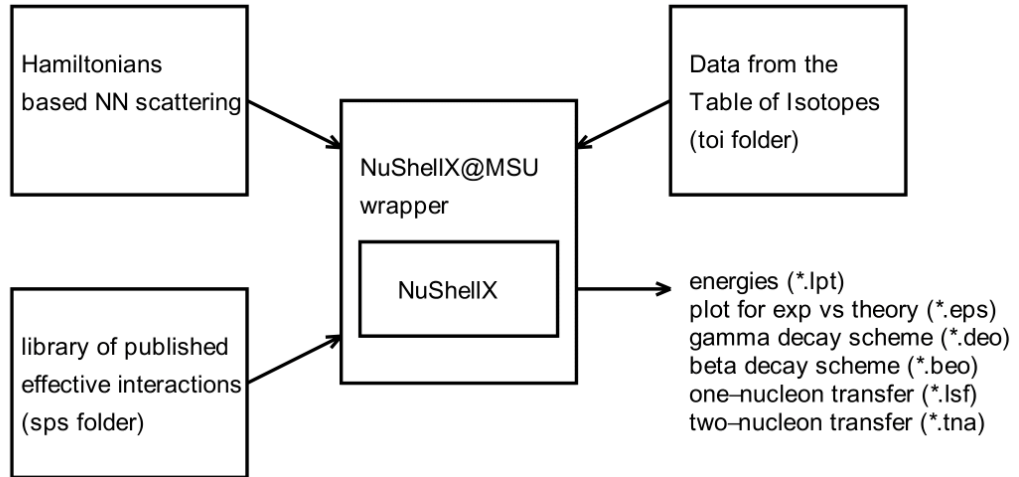 Hamiltonians
based NN scattering
Data from the
Table of Isotopes
(toi folder)
NuShellX@MSU
wrapper
NuShellX
library of published
effective interactions
(sps folder)
energies (*.lpt)
plot for exp vs theory (*.eps)
gamma decay scheme (*.deo)
beta decay scheme (*.beo)
one–nucleon transfer (*.lsf)
two–nucleon transfer (*.tna)